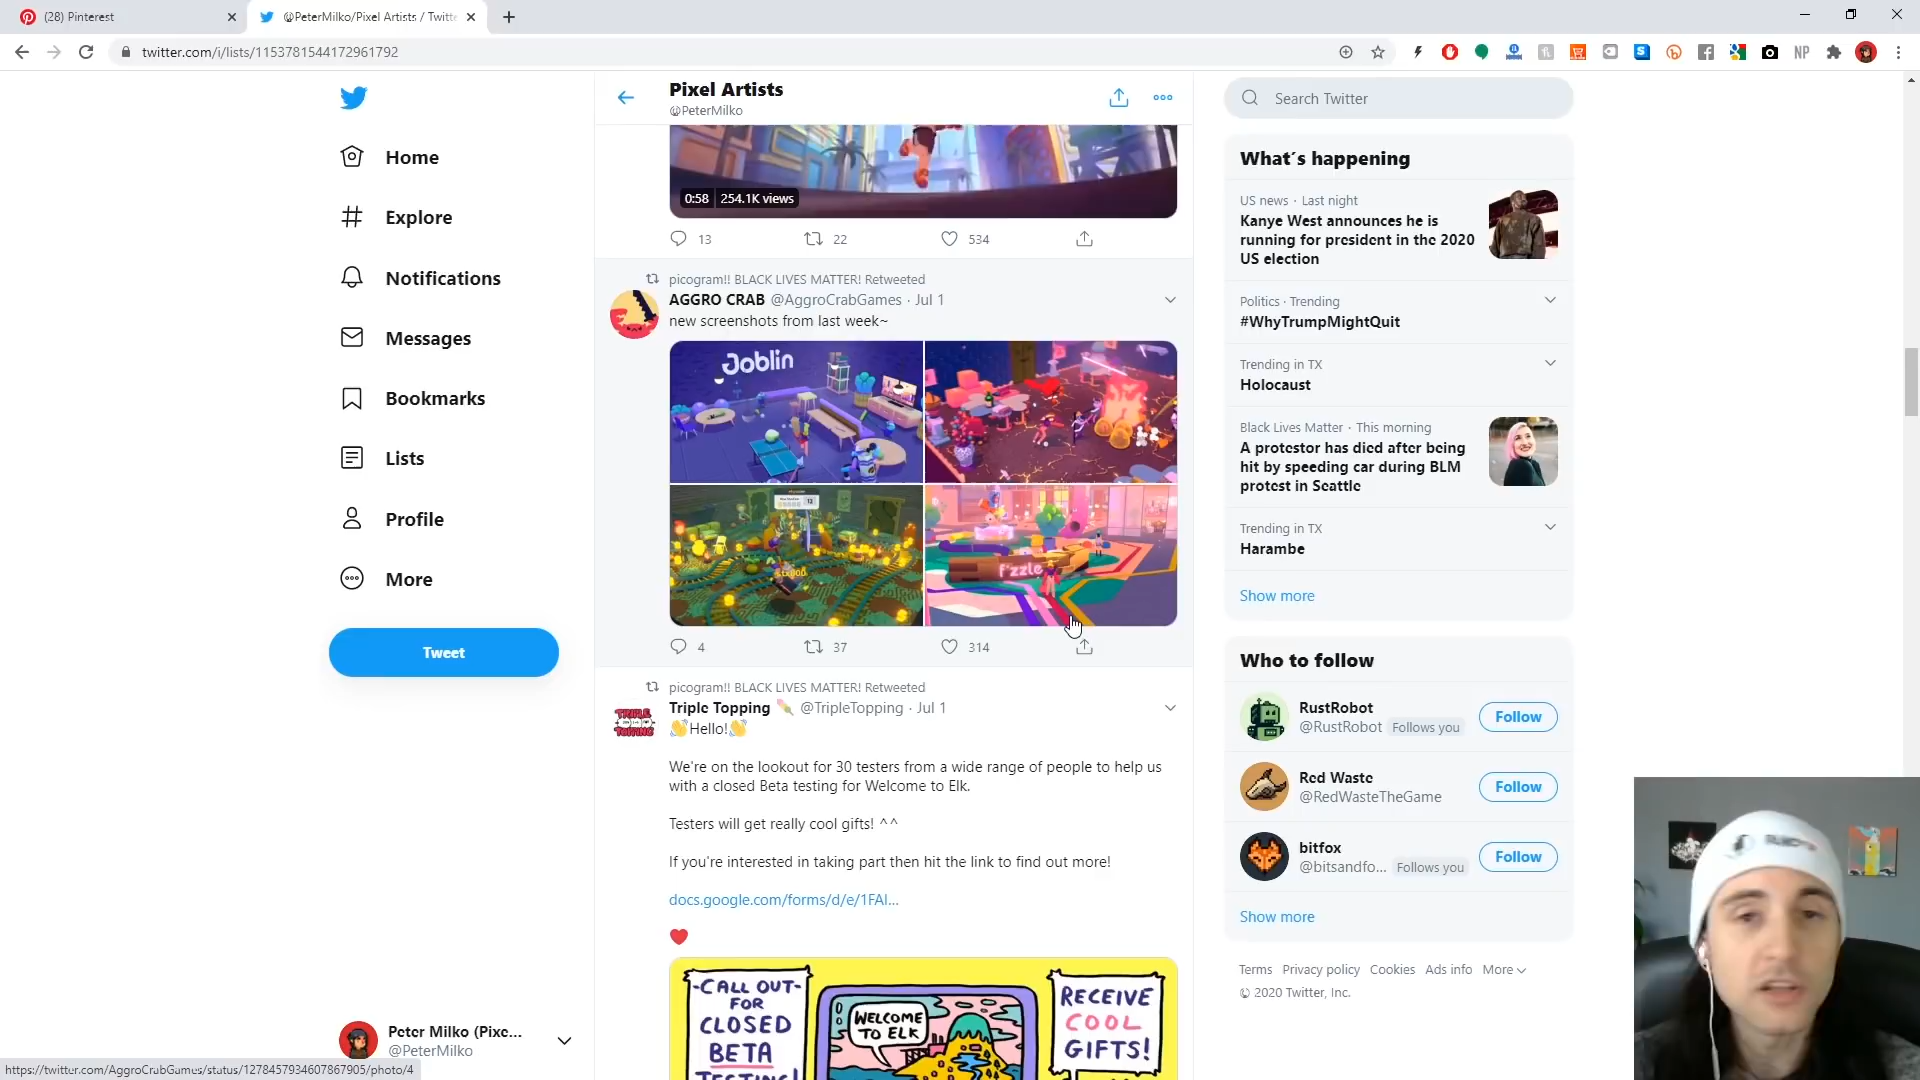 (28) Pinterest
@PeterMilko/Pixel Artists / Twitte
twitter.com/i/lists/1153781544172961792
NP
Home
Explore
Notifications
Messages
Bookmarks
Lists
Profile
More
Tweet
Peter Milko (Pixe...
@PeterMilko
https://twitter.com/AggroCrabGames/status/1278457934607867905/photo/4
Pixel Artists
@PeterMilko
0:58 254.1K views
13 22 534
picogram!! BLACK LIVES MATTER! Retweeted
AGGRO CRAB @AggroCrabGames · Jul 1
new screenshots from last week~
Joblin
f*zzle
4 37 314
picogram!! BLACK LIVES MATTER! Retweeted
Triple Topping @TripleTopping · Jul 1
TRIPLE
TOPPING
👋Hello!👋
We're on the lookout for 30 testers from a wide range of people to help us
with a closed Beta testing for Welcome to Elk.
Testers will get really cool gifts! ^^
If you're interested in taking part then hit the link to find out more!
docs.google.com/forms/d/e/1FAI...
-CALL OUT-
FOR
CLOSED
BETA
TESTING!
WELCOME
TO ELK
RECEIVE
COOL
GIFTS!
Search Twitter
What's happening
US news · Last night
Kanye West announces he is
running for president in the 2020
US election
Politics · Trending
#WhyTrumpMightQuit
Trending in TX
Holocaust
Black Lives Matter · This morning
A protestor has died after being
hit by speeding car during BLM
protest in Seattle
Trending in TX
Harambe
Show more
Who to follow
RustRobot
@RustRobot Follows you
Follow
Red Waste
@RedWasteTheGame
Follow
bitfox
@bitsandfo... Follows you
Follow
Show more
Terms Privacy policy Cookies Ads info More
© 2020 Twitter, Inc.